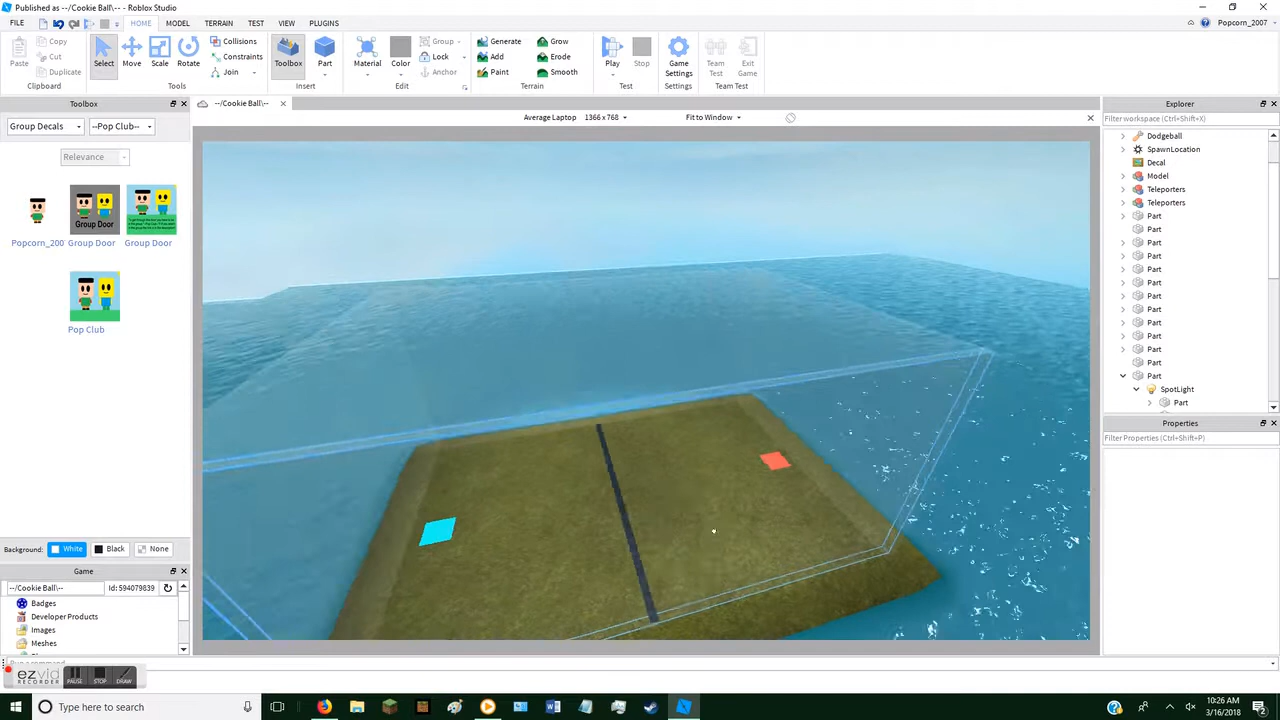 Published as --/Cookie Ball\-- - Roblox Studio
FILE HOME MODEL TERRAIN TEST VIEW PLUGINS Popcorn_2007
Paste Copy Cut Duplicate
Clipboard
Select Move Scale Rotate Collisions Constraints Join
Tools
Toolbox Part
Insert
Material Color Group Lock Anchor
Edit
Generate Grow
Add Erode
Paint Smooth
Terrain
Play Stop
Test
Game Settings
Settings
Team Test Exit Game
Team Test
Toolbox
--/Cookie Ball\--
Explorer
Group Decals --Pop Club--
Average Laptop 1366 x 768 Fit to Window
Filter workspace (Ctrl+Shift+X)
Relevance
Group Door
Popcorn_200 Group Door Group Door
Pop Club
Dodgeball
SpawnLocation
Decal
Model
Teleporters
Teleporters
Part
Part
Part
Part
Part
Part
Part
Part
Part
Part
Part
Part
Part
SpotLight
Part
Properties
Filter Properties (Ctrl+Shift+P)
Background: White Black None
Game
--/Cookie Ball\-- Id: 594079839
Badges
Developer Products
Images
Meshes
ezvid
RECORDER
PAUSE STOP DRAW
Type here to search
10:26 AM
3/16/2018
2